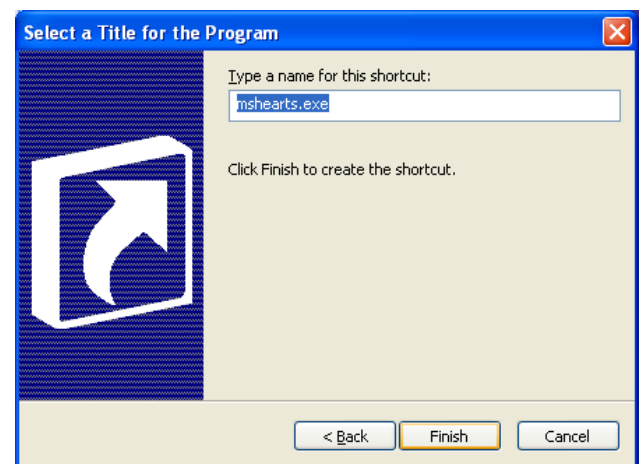 Select a Title for the Program
Type a name for this shortcut:
mshearts.exe
Click Finish to create the shortcut.
< Back
Finish
Cancel